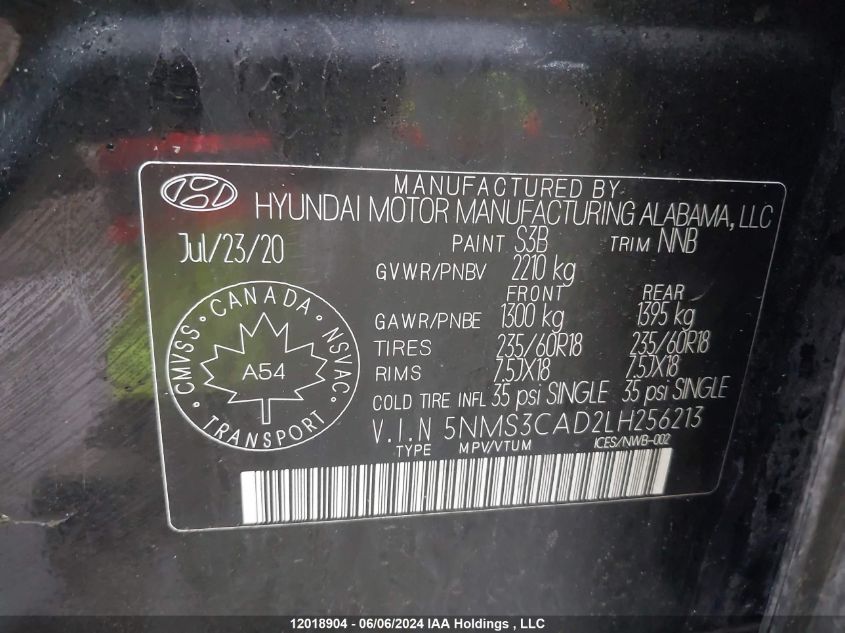 MANUFACTURED BY
HYUNDAI MOTOR MANUFACTURING ALABAMA, LLC
Jul/23/20
PAINT S3B TRIM NNB
GVWR/PNBV 2210 kg
FRONT REAR
GAWR/PNBE 1300 kg 1395 kg
TIRES 235/60R18 235/60R18
RIMS 7.5JX18 7.5JX18
COLD TIRE INFL 35 psi SINGLE 35 psi SINGLE
V.I.N 5NMS3CAD2LH256213
TYPE MPV/VTUM ICES/NWB-002
CMVSS • CANADA • NSVAC • TRANSPORT •
A54
12018904 - 06/06/2024 IAA Holdings , LLC